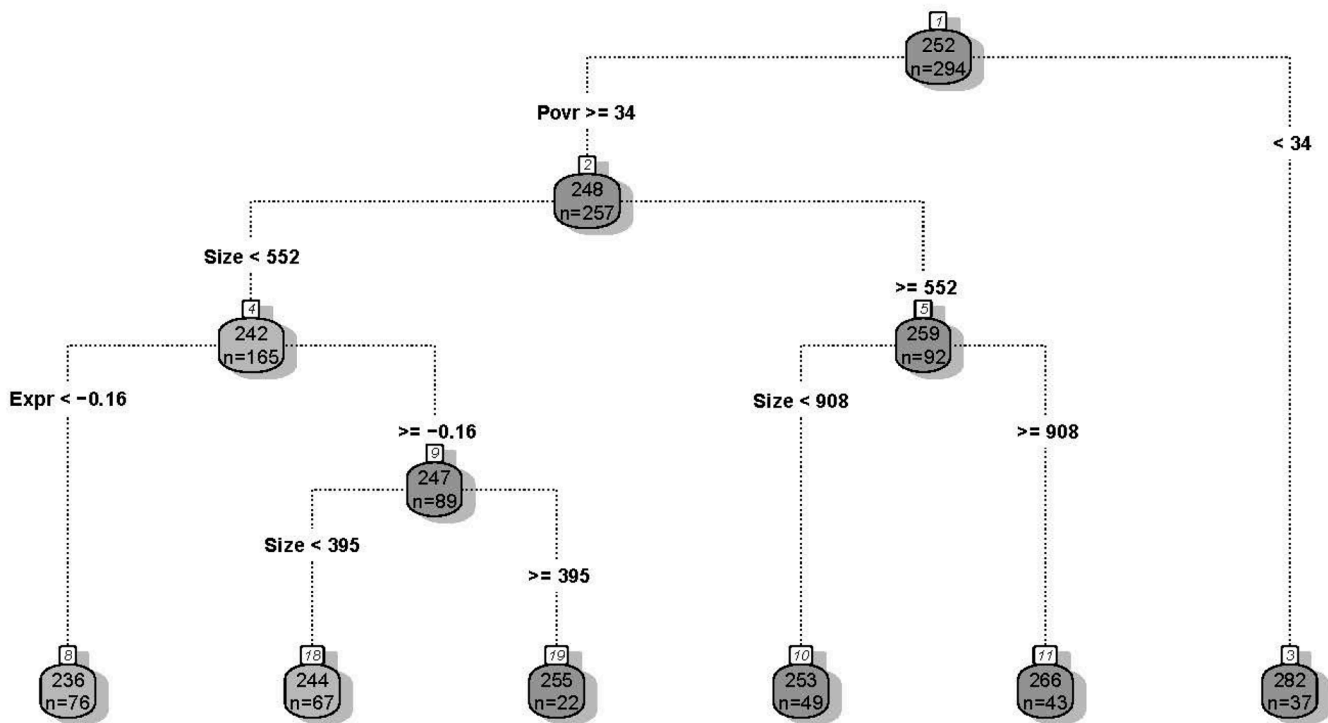 1
252
n=294
Povr >= 34
< 34
2
248
n=257
Size < 552
>= 552
4
242
n=165
5
259
n=92
Expr < −0.16
>= −0.16
Size < 908
>= 908
9
247
n=89
Size < 395
>= 395
8
236
n=76
18
244
n=67
19
255
n=22
10
253
n=49
11
266
n=43
3
282
n=37